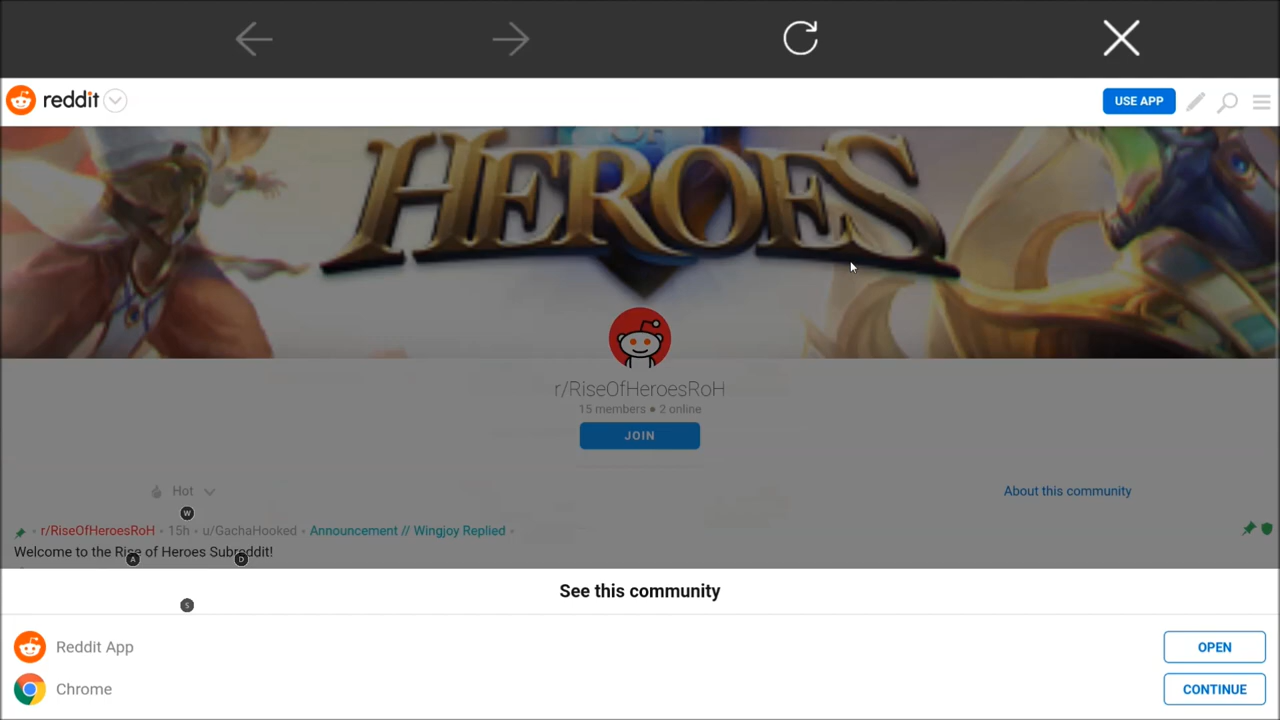 reddit
USE APP
HEROES
r/RiseOfHeroesRoH
15 members • 2 online
JOIN
Hot
About this community
W
r/RiseOfHeroesRoH • 15h • u/GachaHooked • Announcement // Wingjoy Replied •
Welcome to the Rise of Heroes Subreddit!
A
D
See this community
S
Reddit App
OPEN
Chrome
CONTINUE